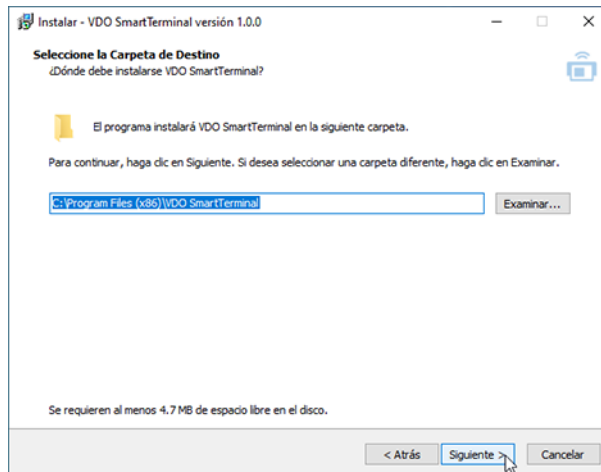 Instalar - VDO SmartTerminal versión 1.0.0
Seleccione la Carpeta de Destino
¿Dónde debe instalarse VDO SmartTerminal?
El programa instalará VDO SmartTerminal en la siguiente carpeta.
Para continuar, haga clic en Siguiente. Si desea seleccionar una carpeta diferente, haga clic en Examinar.
C:\Program Files (x86)\VDO SmartTerminal
Examinar...
Se requieren al menos 4.7 MB de espacio libre en el disco.
< Atrás
Siguiente >
Cancelar